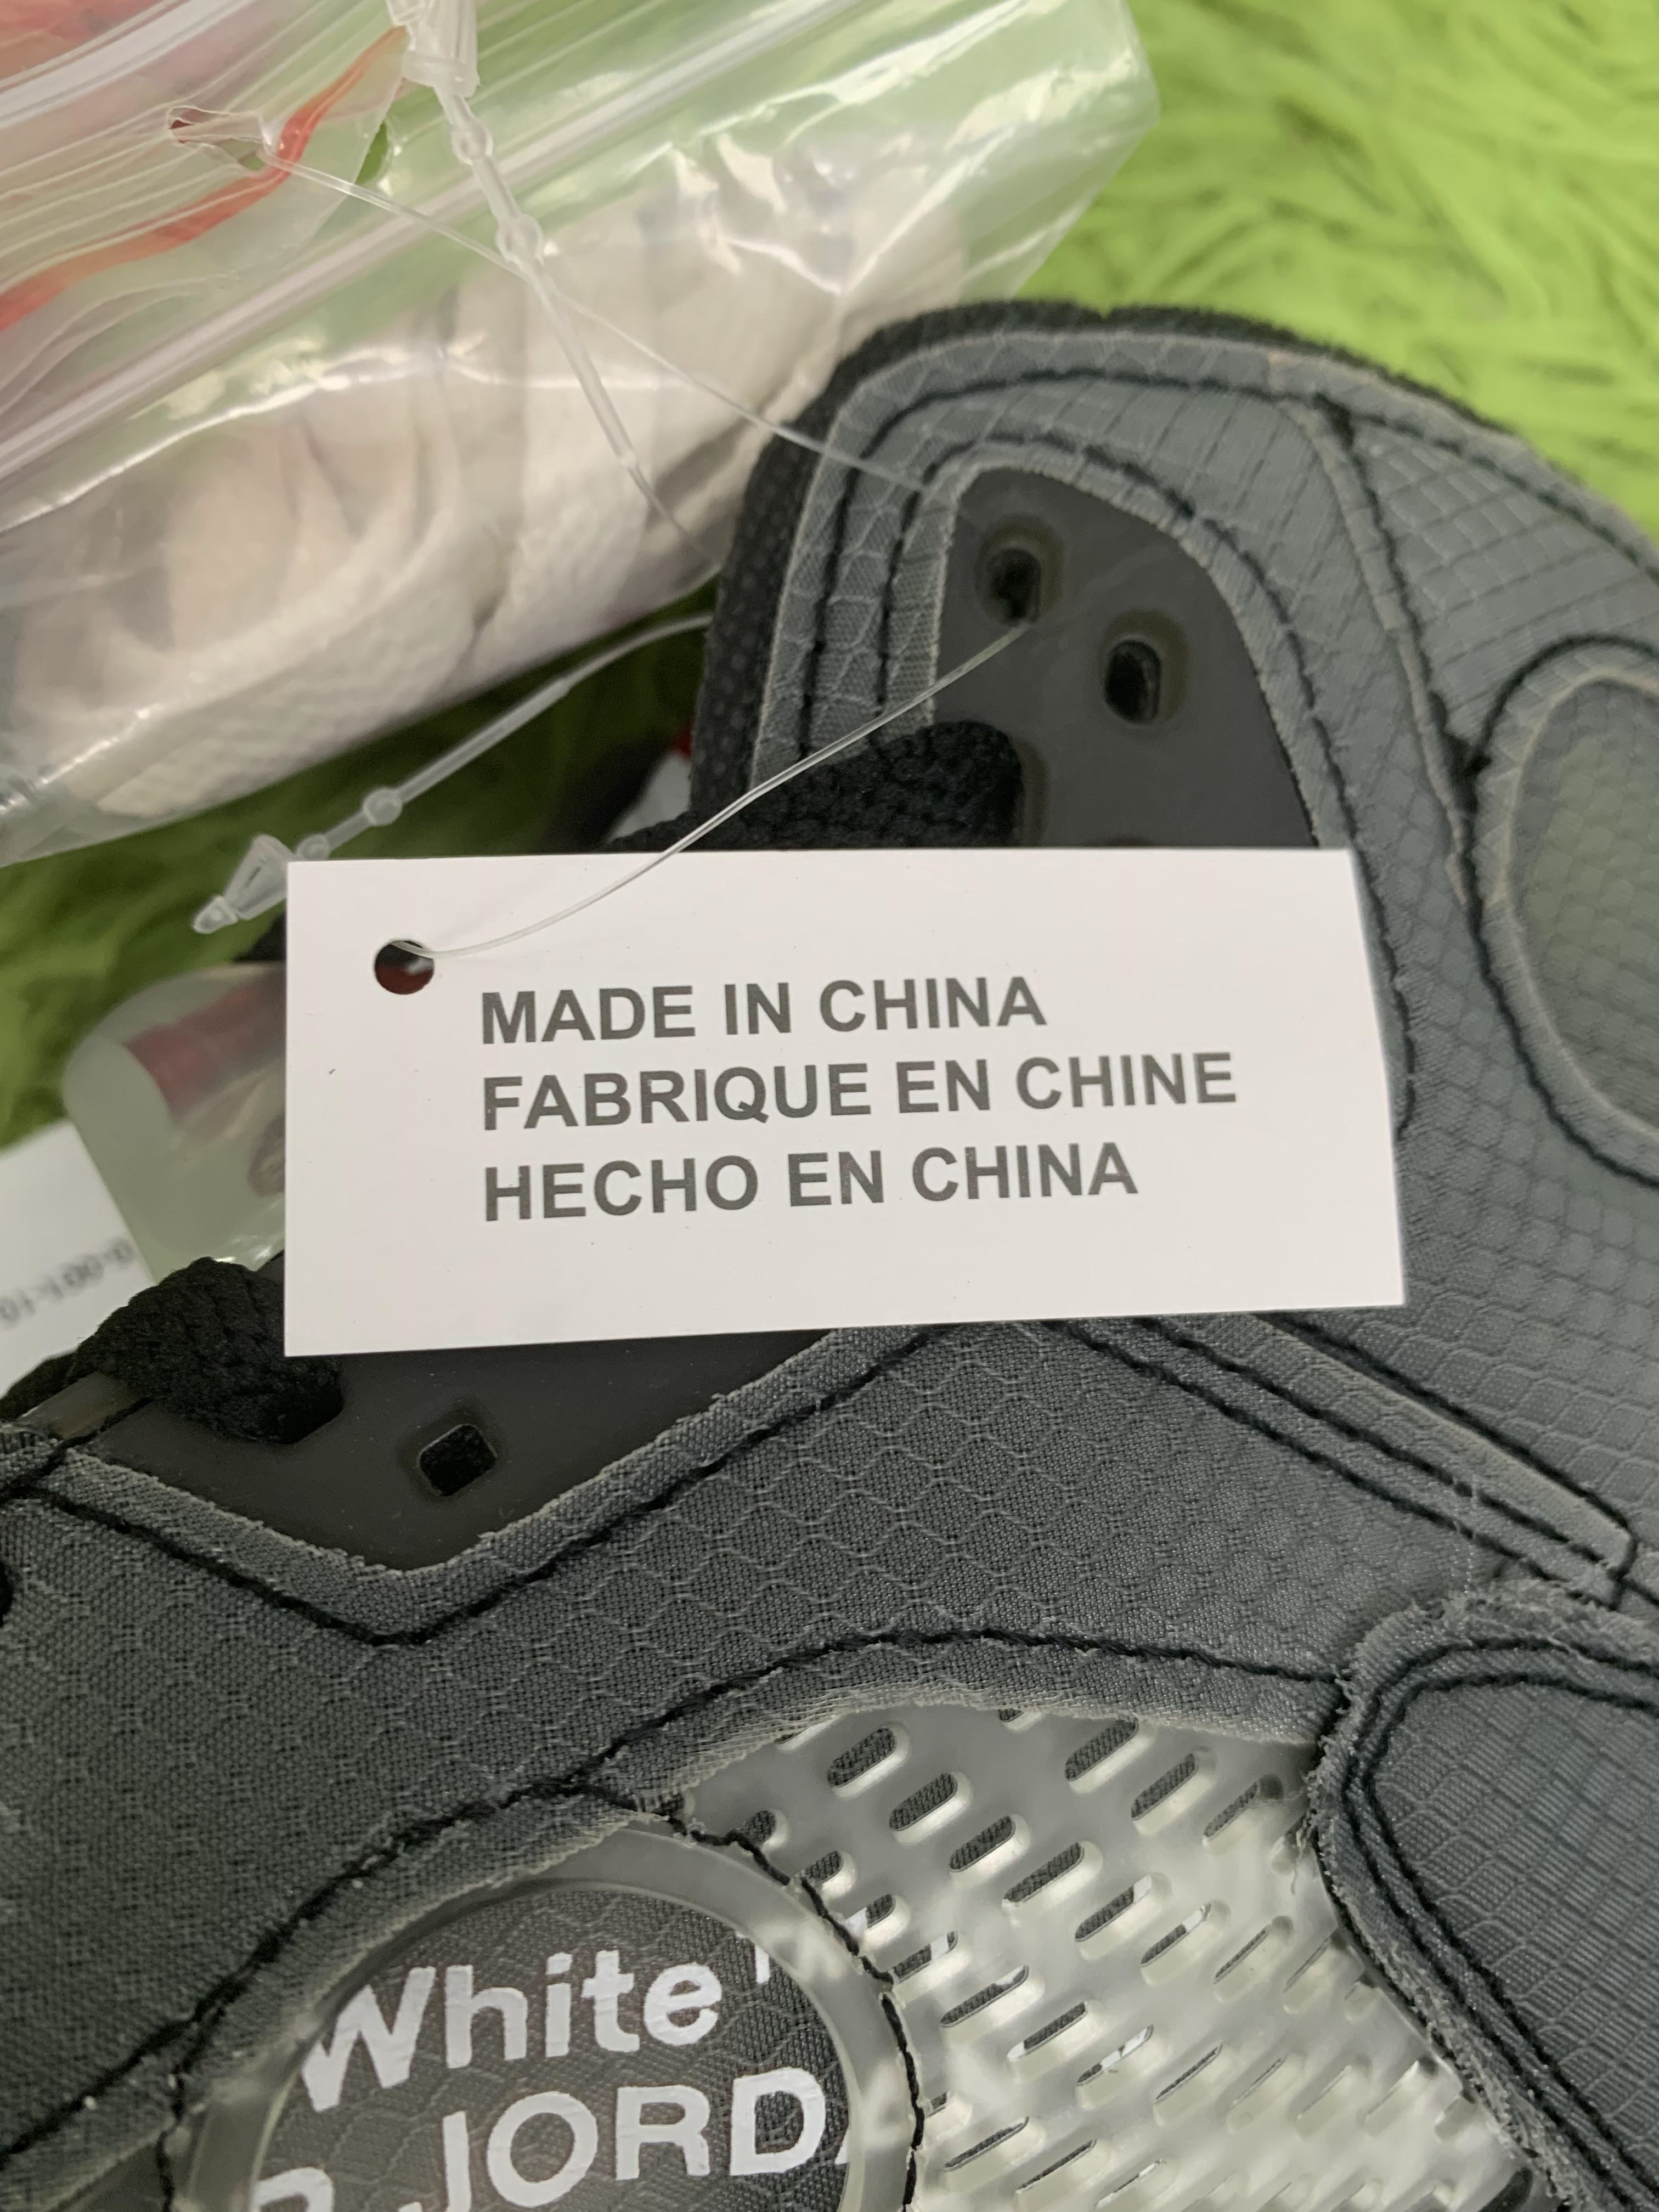 MADE IN CHINA
FABRIQUE EN CHINE
HECHO EN CHINA
White
JORD